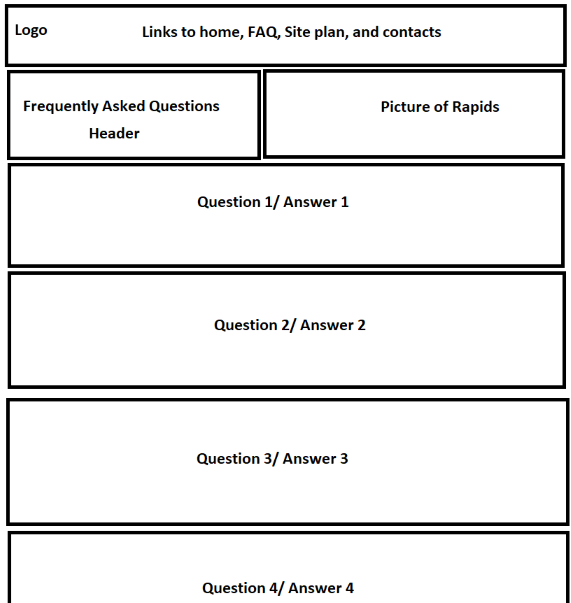 Logo
Links to home, FAQ, Site plan, and contacts
Frequently Asked Questions
Header
Picture of Rapids
Question 1/ Answer 1
Question 2/ Answer 2
Question 3/ Answer 3
Question 4/ Answer 4